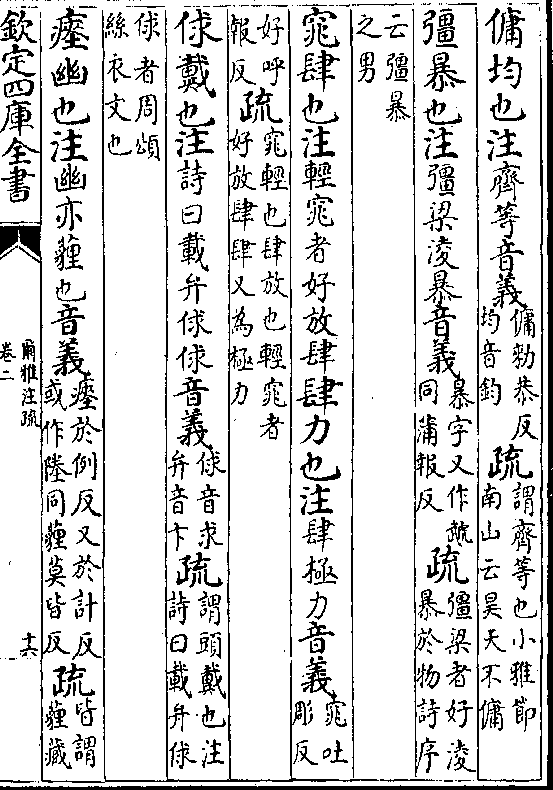 傭均也注齊等音義傭勑恭反均音鈞疏謂齊等也小雅節南山云昊天不傭
彊暴也注彊梁淩暴音義暴字又作虣同蒲報反疏彊梁者好淩暴於物詩序
云彊暴之男
窕肆也注輕窕者好放肆肆力也注肆極力音義窕吐彫反
好呼報反疏窕輕也肆放也輕窕者好放肆肆又為極力
俅戴也注詩曰載弁俅俅音義俅音求弁音卞疏謂頭戴也注詩曰載弁俅
俅者周頌絲衣文也
瘞幽也注幽亦薶也音義瘞於例反又於計反或作㙪同薶莫皆反疏皆謂薶藏
欽定四庫全書
爾雅注疏
卷二
十六